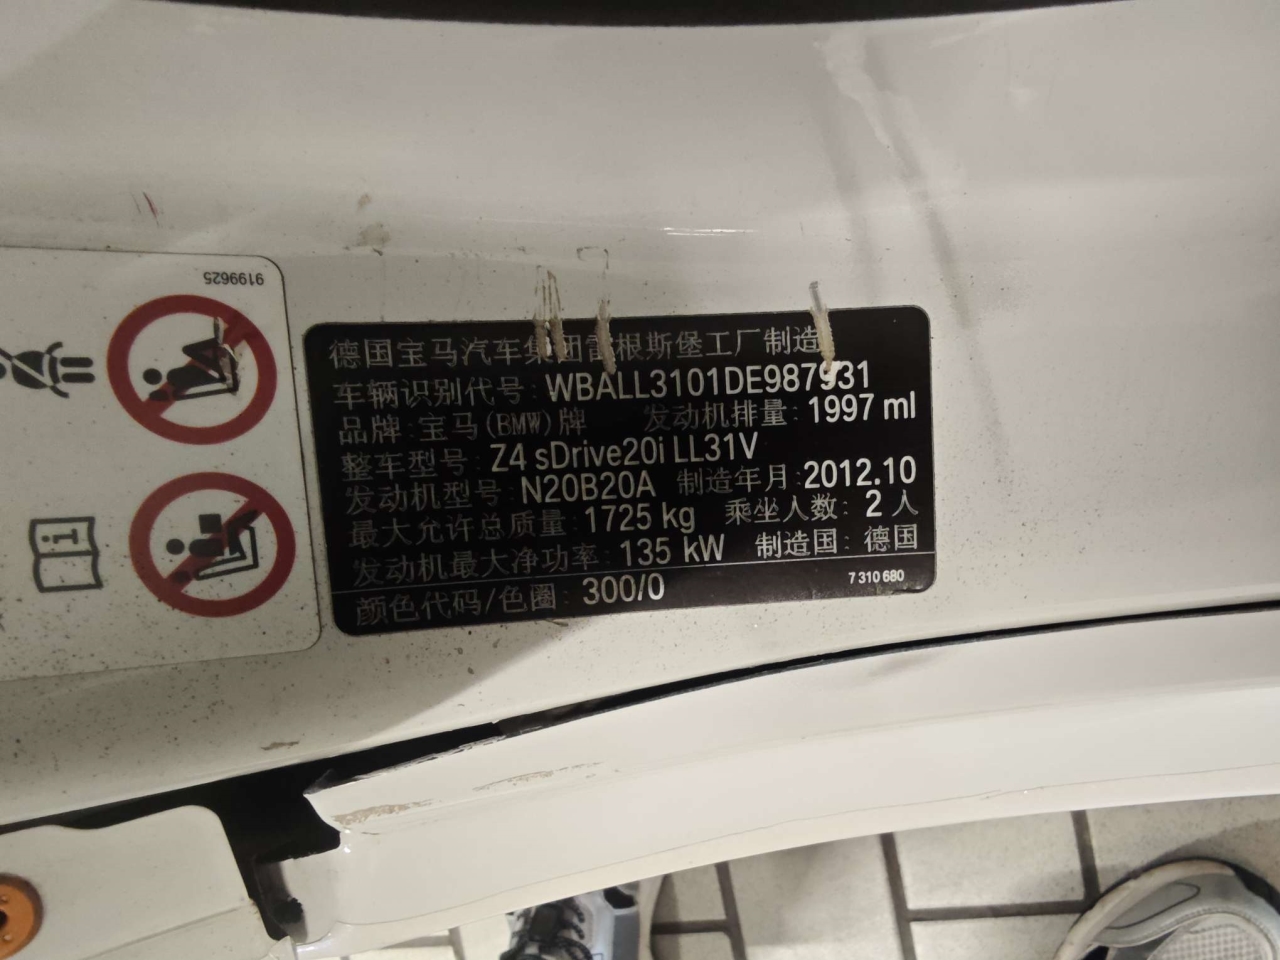 9199625
德国宝马汽车集团雷根斯堡工厂制造
车辆识别代号: WBALL3101DE987931
品牌:宝马(BMW)牌 发动机排量: 1997 ml
整车型号: Z4 sDrive20i LL31V
发动机型号: N20B20A 制造年月:2012.10
最大允许总质量: 1725 kg 乘坐人数: 2 人
发动机最大净功率: 135 kW 制造国: 德国
颜色代码/色圈: 300/0 7 310 680